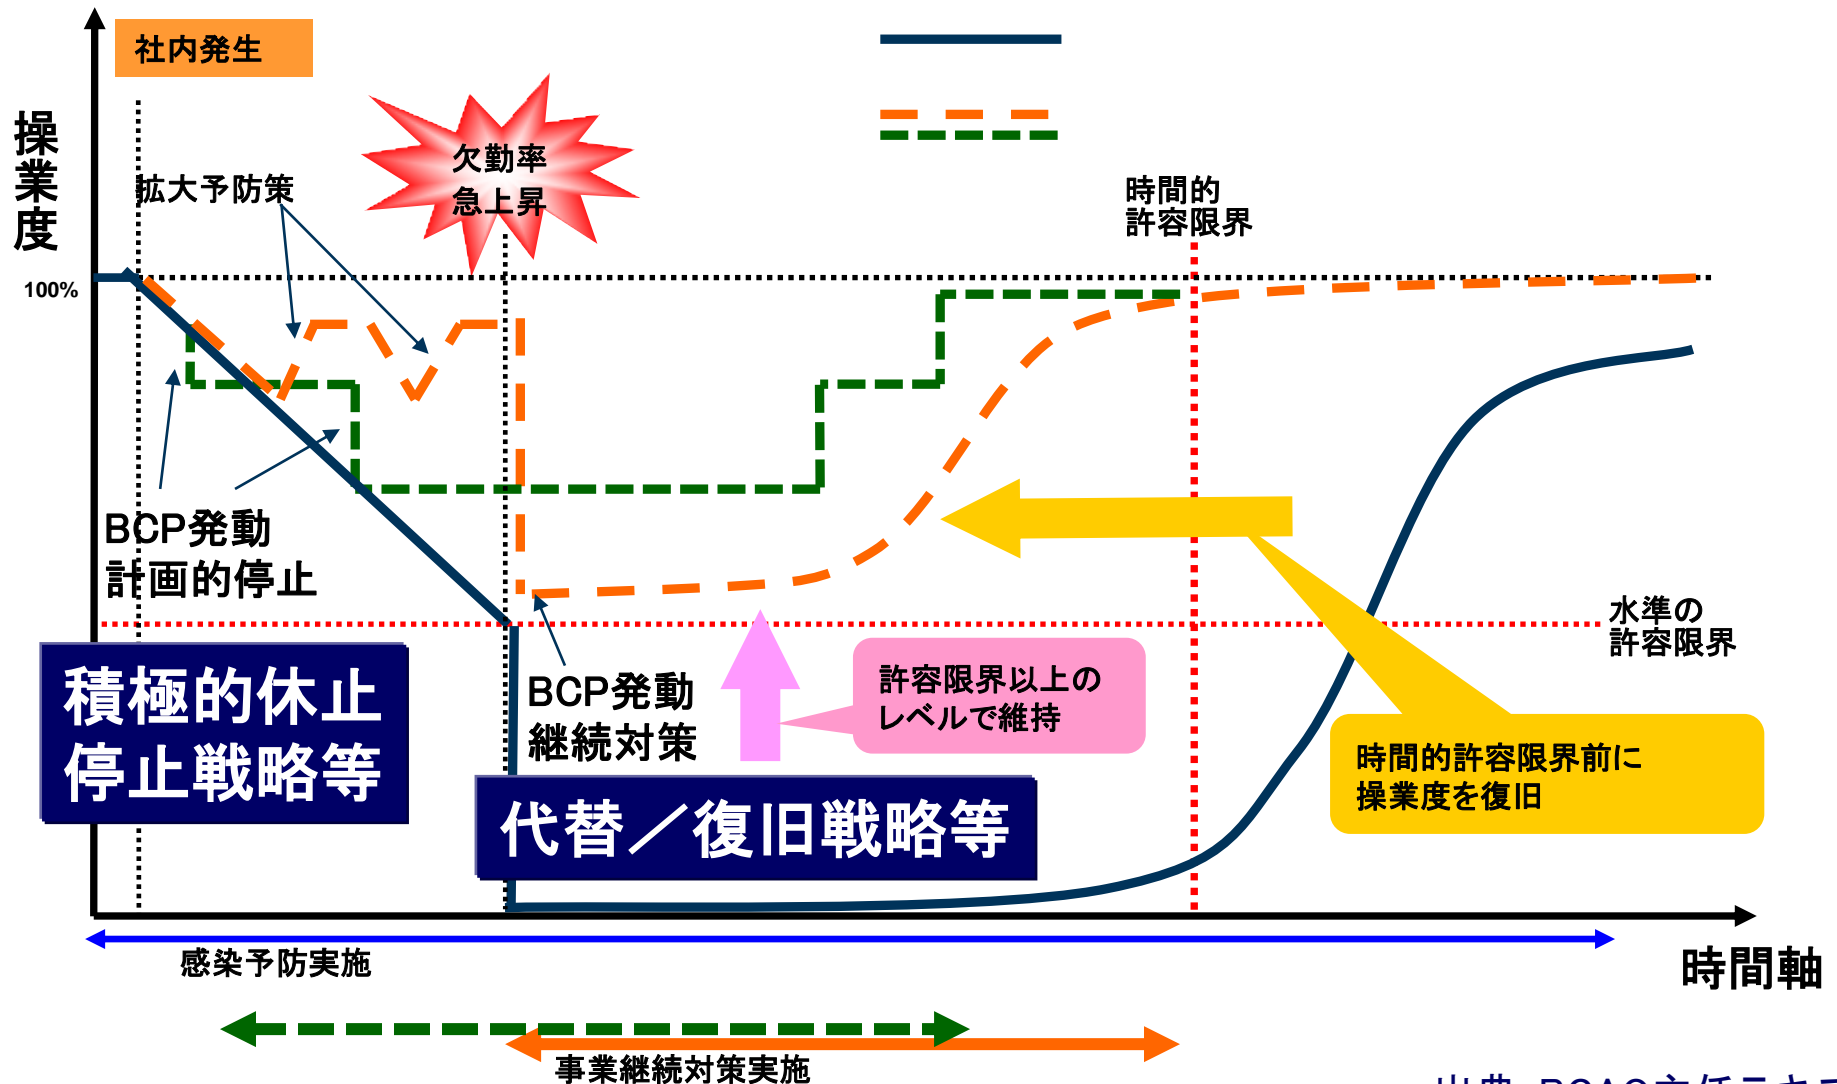 社内発生
操業度
欠勤率
急上昇
拡大予防策
時間的
許容限界
100%
BCP発動
計画的停止
水準の
許容限界
積極的休止
停止戦略等
BCP発動
継続対策
許容限界以上の
レベルで維持
時間的許容限界前に
操業度を復旧
代替／復旧戦略等
感染予防実施
時間軸
事業継続対策実施